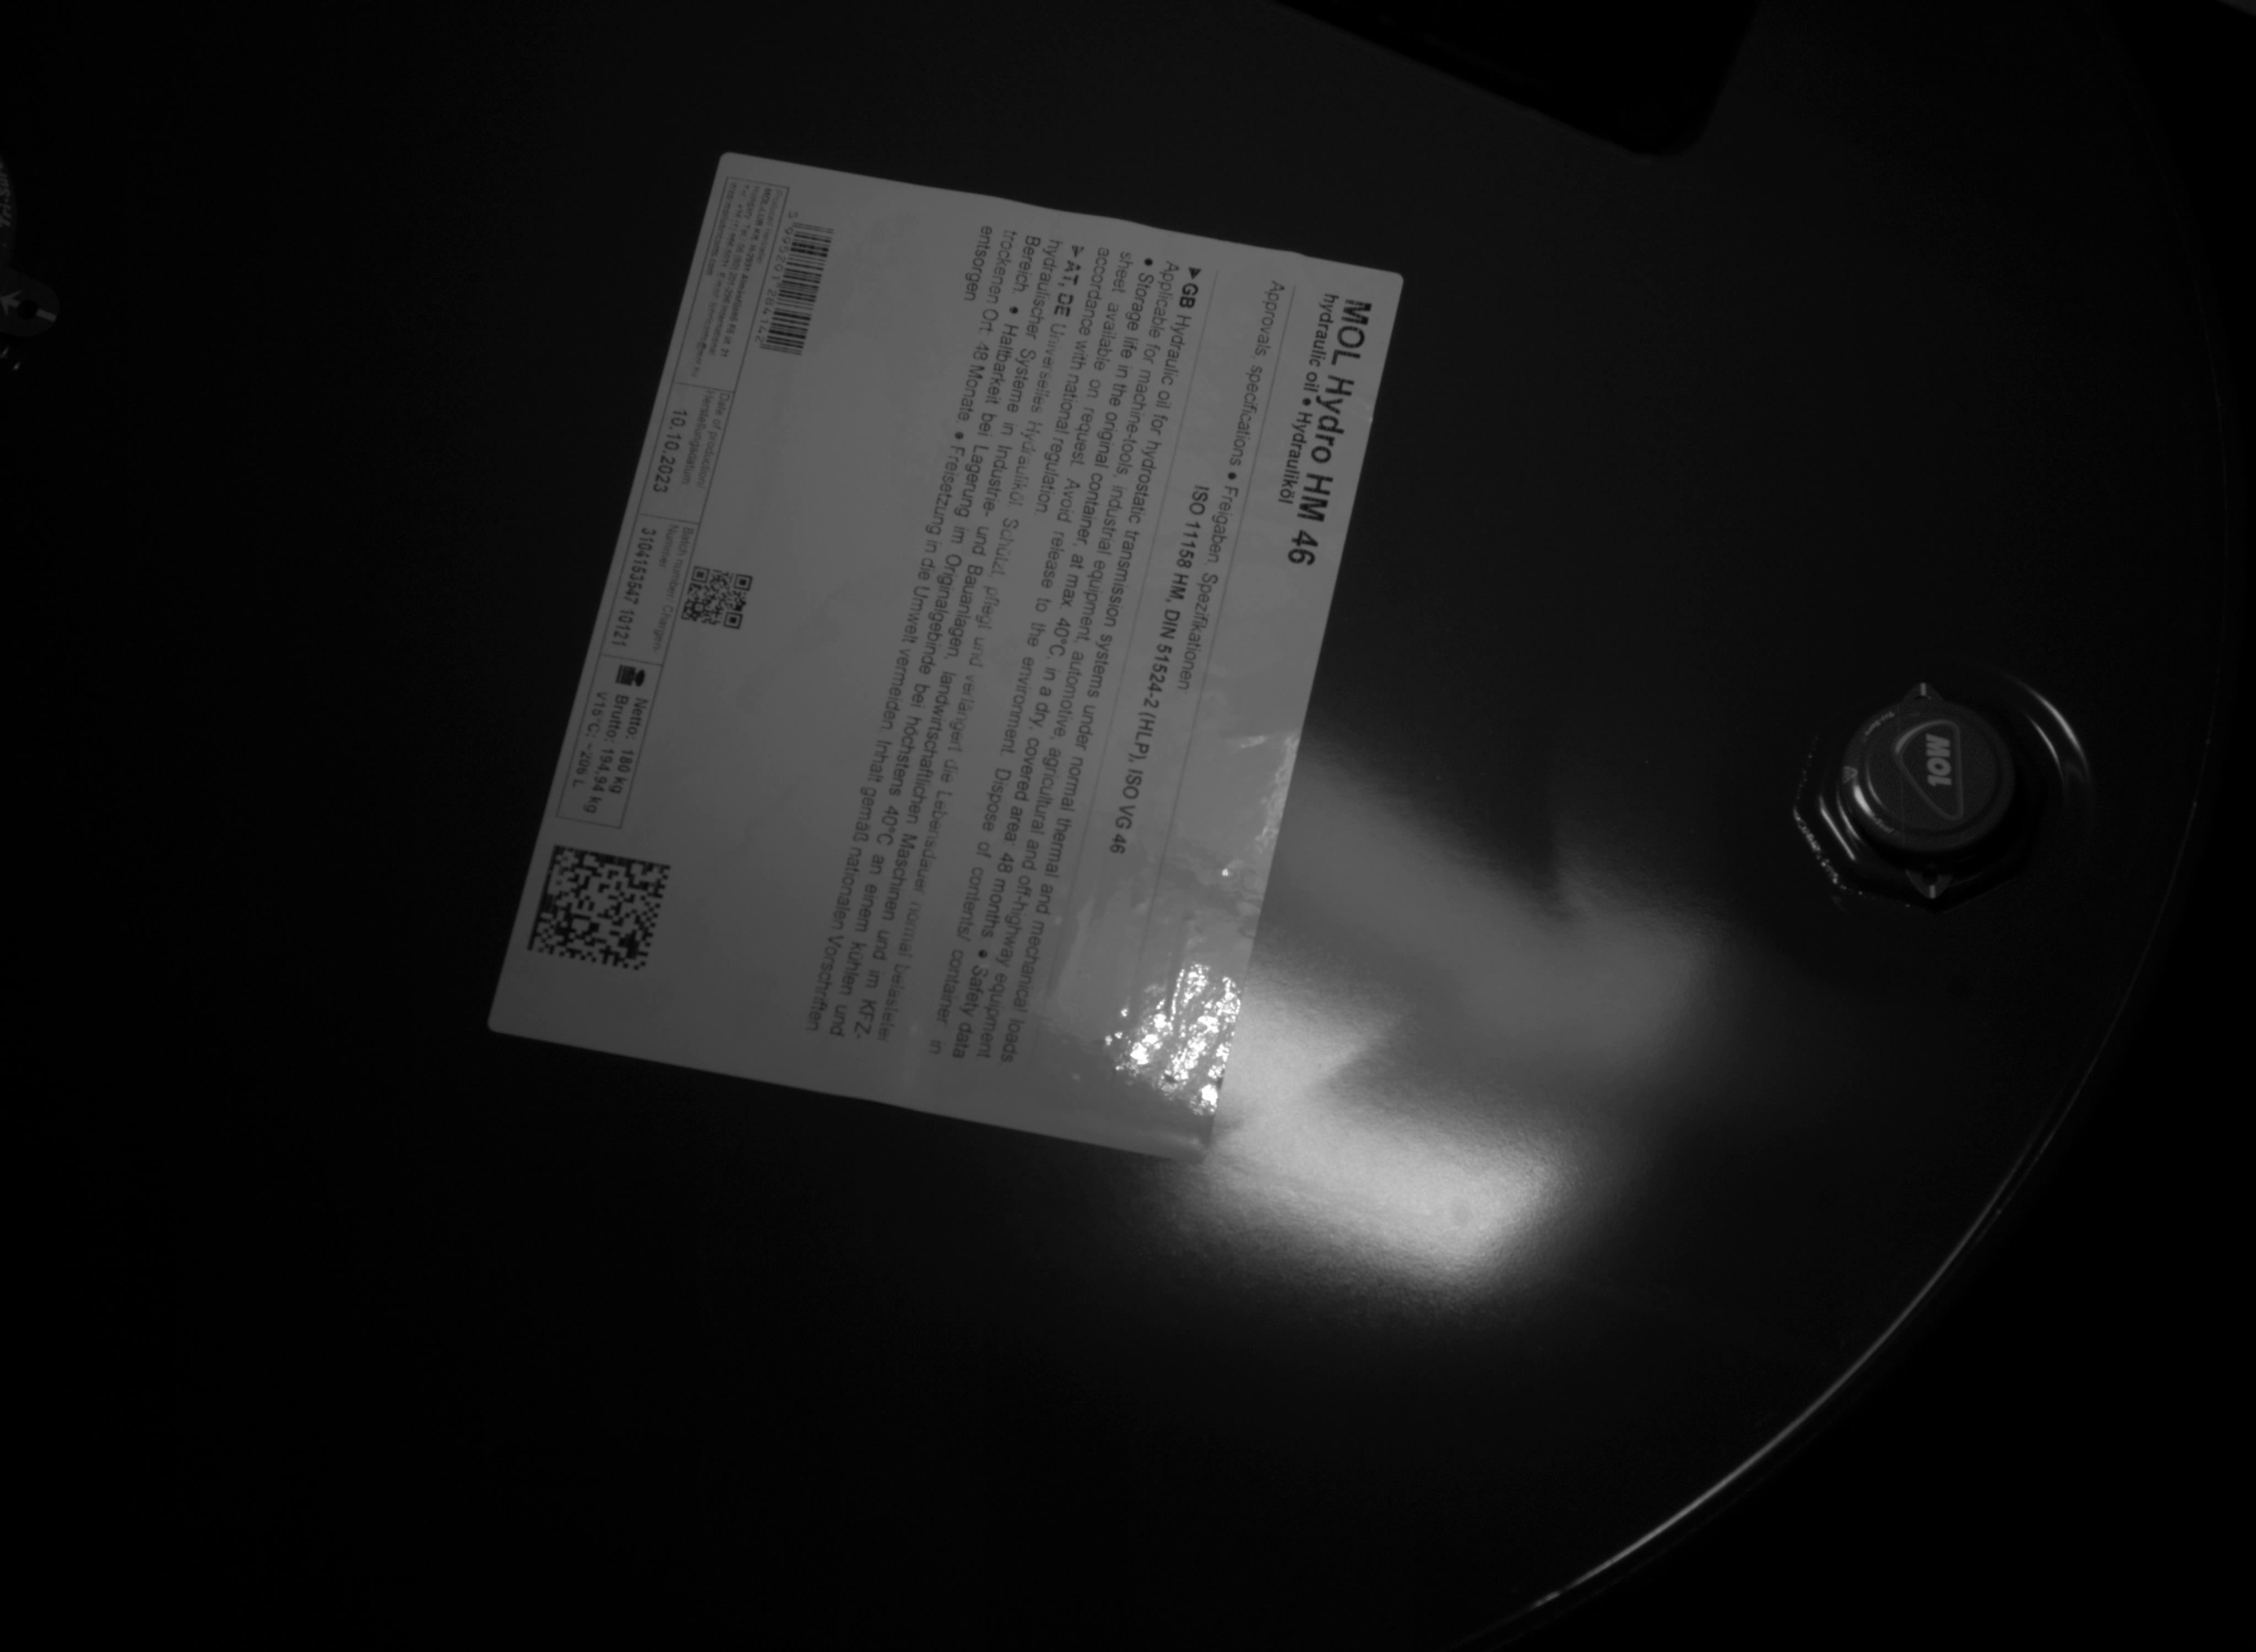 MOL Hydro HM 46
hydraulic oil • Hydrauliköl
Approvals, specifications • Freigaben, Spezifikationen:
ISO 11158 HM, DIN 51524-2 (HLP), ISO VG 46
►GB Hydraulic oil for hydrostatic transmission systems under normal thermal and mechanical loads.
Applicable for machine-tools, industrial equipment, automotive, agricultural and off-highway equipment
• Storage life in the original container, at max. 40°C, in a dry, covered area: 48 months. • Safety data
sheet available on request. Avoid release to the environment. Dispose of contents/ container in
accordance with national regulation.
►AT, DE Universelles Hydrauliköl. Schützt, pflegt und verlängert die Lebensdauer normal belasteter
hydraulischer Systeme in Industrie- und Bauanlagen, landwirtschaftlichen Maschinen und im KFZ-
Bereich. • Haltbarkeit bei Lagerung im Originalgebinde bei höchstens 40°C an einem kühlen und
trockenen Ort: 48 Monate. • Freisetzung in die Umwelt vermeiden. Inhalt gemäß nationalen Vorschriften
entsorgen.
Date of production/
Herstellungsdatum
10.10.2023
Batch number/ Chargen-
Nummer
3104153547 10121
Netto: 180 kg
Brutto: 194,94 kg
V15°C: ~206 L
MOL